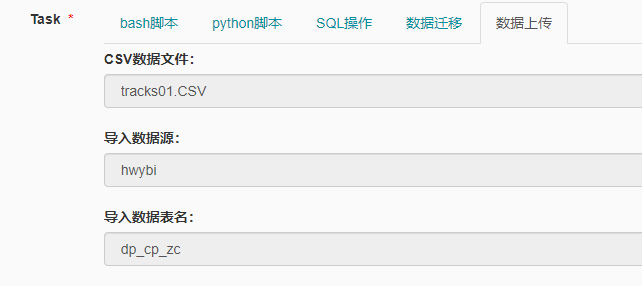 Task *
bash脚本 python脚本 SQL操作 数据迁移 数据上传
CSV数据文件：
tracks01.CSV
导入数据源：
hwybi
导入数据表名：
dp_cp_zc